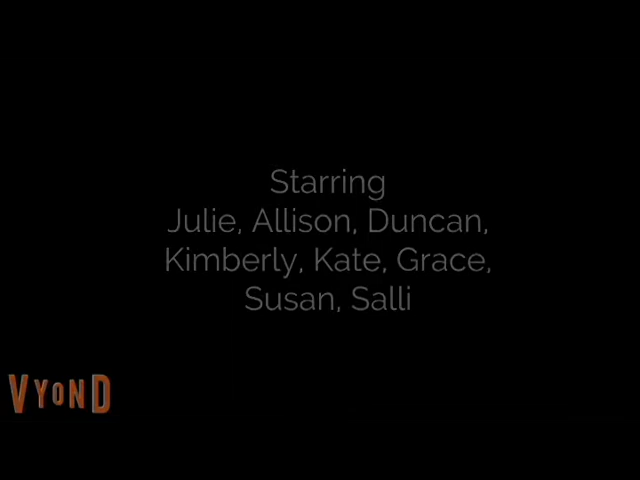 Starring
Julie, Allison, Duncan,
Kimberly, Kate, Grace,
Susan, Salli
VYOND